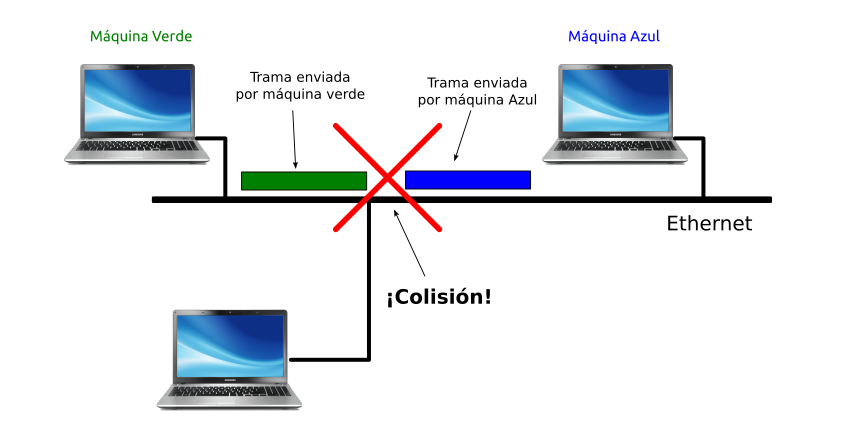 Máquina Verde
Máquina Azul
Trama enviada
por máquina verde
Trama enviada
por máquina Azul
Ethernet
¡Colisión!